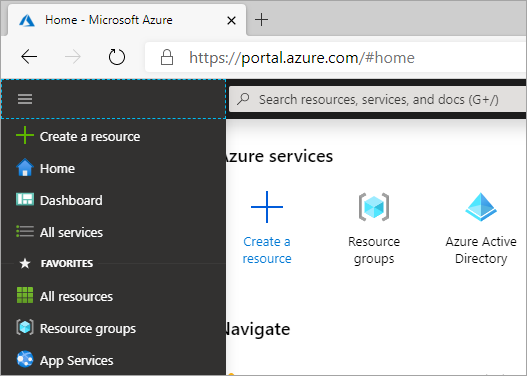 Home - Microsoft Azure
https://portal.azure.com/#home
Search resources, services, and docs (G+/)
Create a resource
Home
Dashboard
All services
FAVORITES
All resources
Resource groups
App Services
Azure services
Create a
resource
Resource
groups
Azure Active
Directory
Navigate